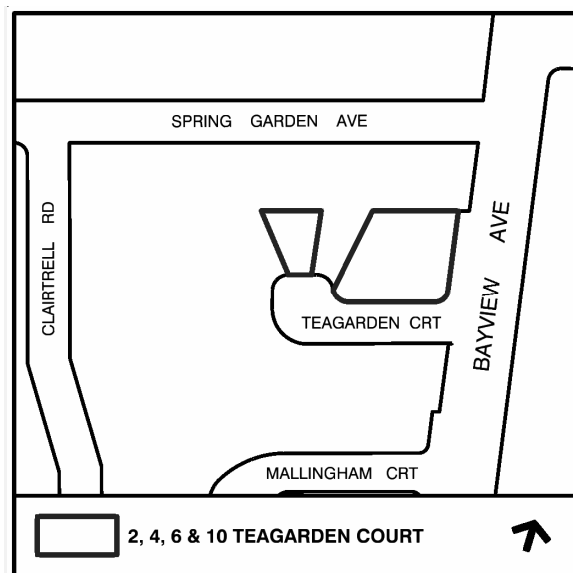 SPRING GARDEN AVE
CLAIRTRELL RD
BAYVIEW AVE
TEAGARDEN CRT
MALLINGHAM CRT
2, 4, 6 & 10 TEAGARDEN COURT